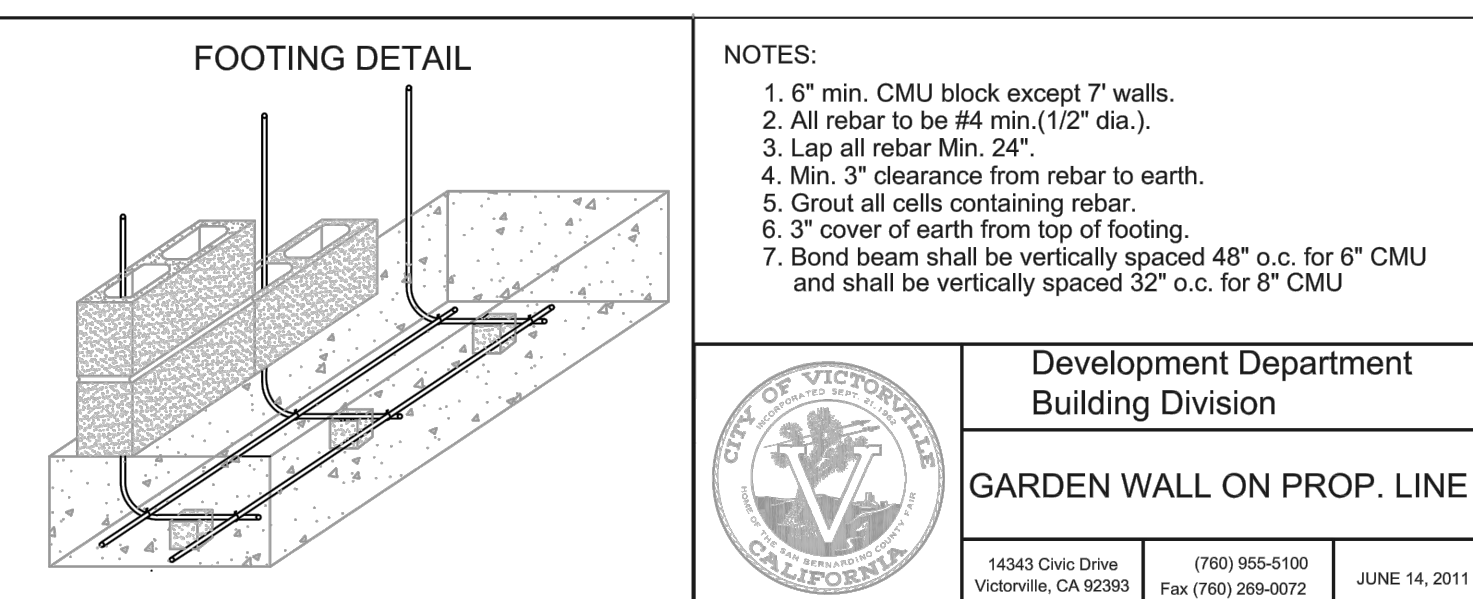 FOOTING DETAIL
NOTES:
1. 6" min. CMU block except 7' walls.
2. All rebar to be #4 min.(1/2" dia.).
3. Lap all rebar Min. 24".
4. Min. 3" clearance from rebar to earth.
5. Grout all cells containing rebar.
6. 3" cover of earth from top of footing.
7. Bond beam shall be vertically spaced 48" o.c. for 6" CMU
and shall be vertically spaced 32" o.c. for 8" CMU
CITY OF VICTORVILLE
INCORPORATED SEPT. 21, 1962
V
HOME OF THE SAN BERNARDINO COUNTY FAIR
CALIFORNIA
Development Department
Building Division
GARDEN WALL ON PROP. LINE
14343 Civic Drive
Victorville, CA 92393
(760) 955-5100
Fax (760) 269-0072
JUNE 14, 2011